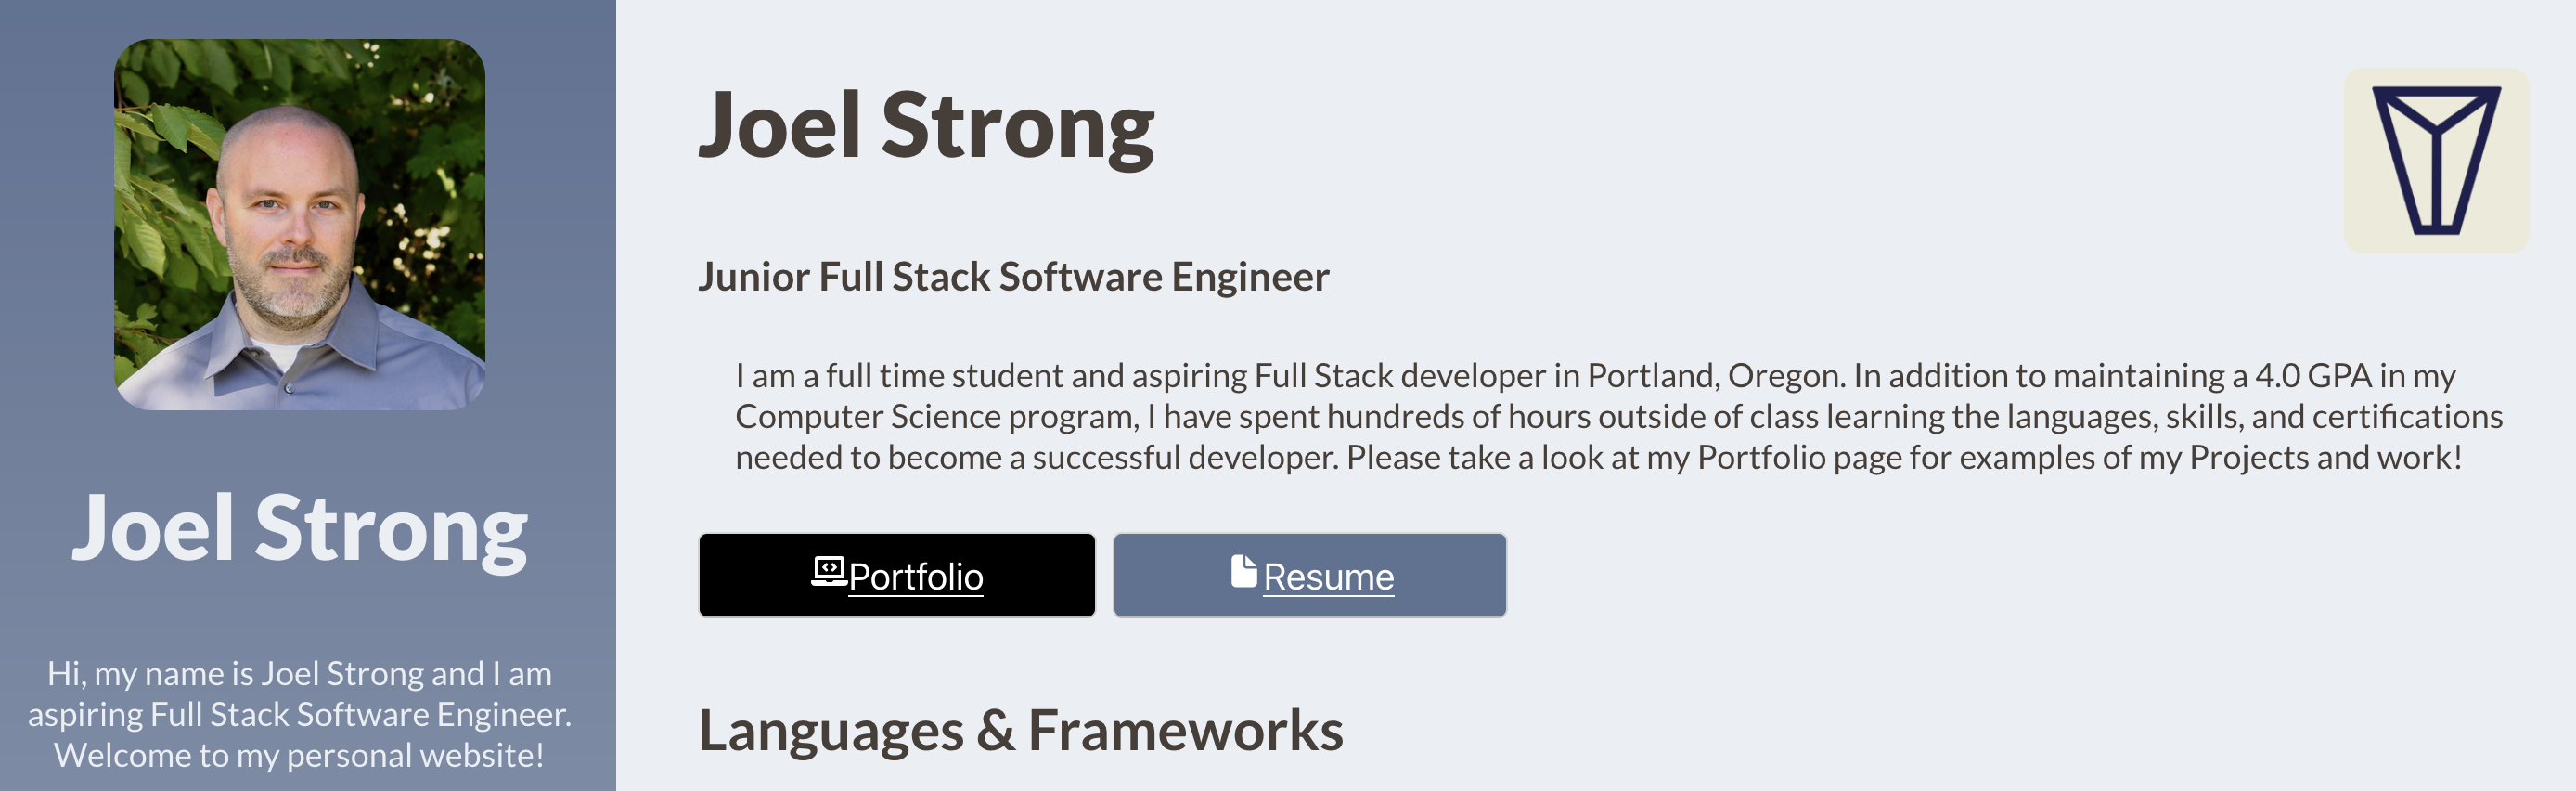 Joel Strong
Hi, my name is Joel Strong and I am
aspiring Full Stack Software Engineer.
Welcome to my personal website!
Joel Strong
Junior Full Stack Software Engineer
I am a full time student and aspiring Full Stack developer in Portland, Oregon. In addition to maintaining a 4.0 GPA in my
Computer Science program, I have spent hundreds of hours outside of class learning the languages, skills, and certifications
needed to become a successful developer. Please take a look at my Portfolio page for examples of my Projects and work!
Portfolio
Resume
Languages & Frameworks